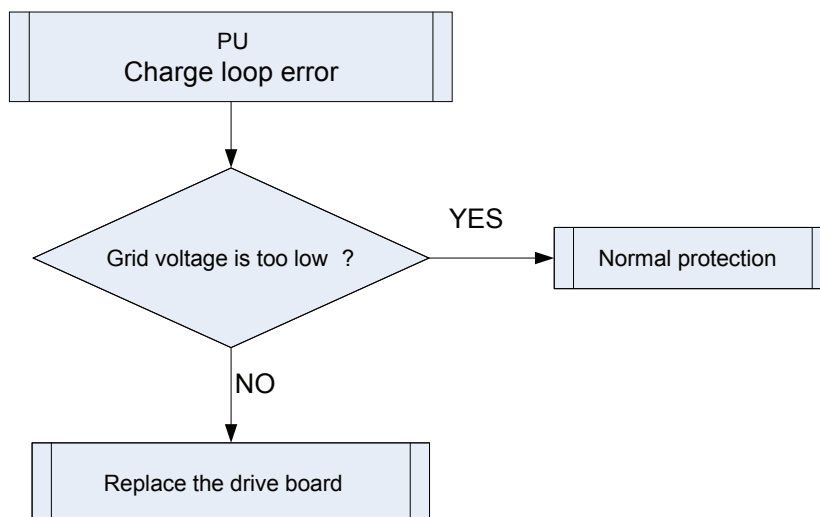 PU
Charge loop error
YES
Grid voltage is too low ?
Normal protection
NO
Replace the drive board